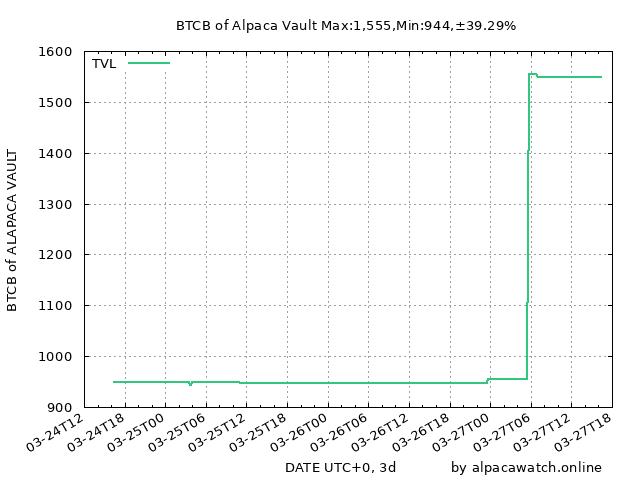 BTCB of Alpaca Vault Max:1,555,Min:944,±39.29%
TVL
1600
1500
1400
1300
1200
1100
1000
900
BTCB of ALAPACA VAULT
03-24T12
03-24T18
03-25T00
03-25T06
03-25T12
03-25T18
03-26T00
03-26T06
03-26T12
03-26T18
03-27T00
03-27T06
03-27T12
03-27T18
DATE UTC+0, 3d
by alpacawatch.online